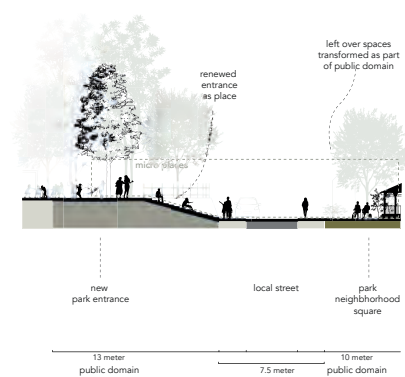 left over spaces
transformed as part
of public domain
renewed
entrance
as place
micro places
new
park entrance
local street
park
neighbhorhood
square
13 meter
public domain
7.5 meter
10 meter
public domain